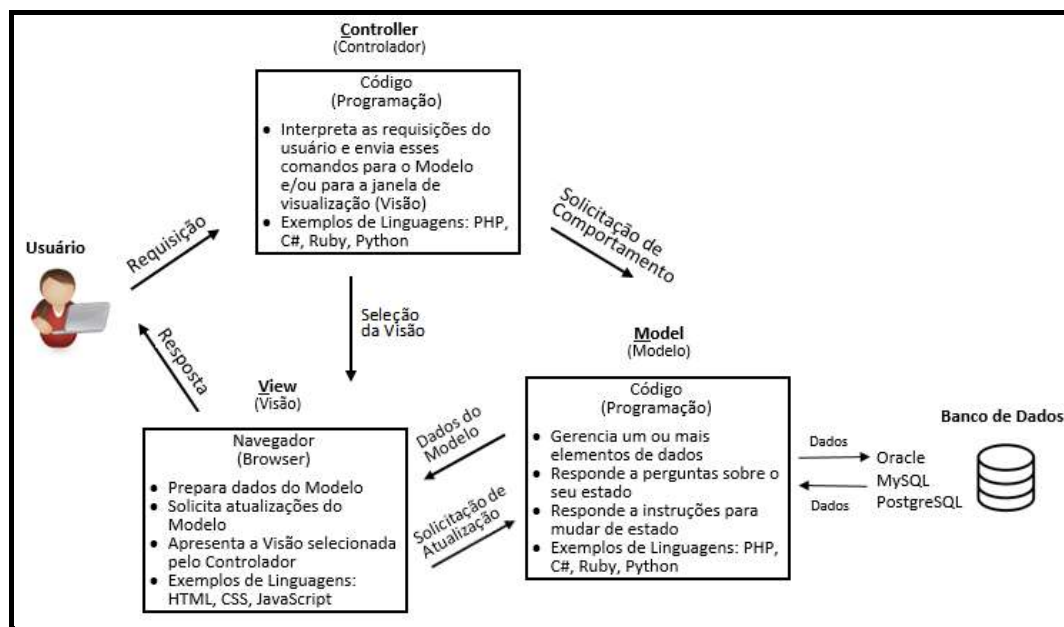 Controller
(Controlador)
Código
(Programação)
• Interpreta as requisições do
usuário e envia esses
comandos para o Modelo
e/ou para a janela de
visualização (Visão)
• Exemplos de Linguagens: PHP,
C#, Ruby, Python
Usuário
Requisição
Solicitação de
Comportamento
Seleção
da Visão
Resposta
Model
(Modelo)
Código
(Programação)
• Gerencia um ou mais
elementos de dados
• Responde a perguntas sobre o
seu estado
• Responde a instruções para
mudar de estado
• Exemplos de Linguagens: PHP,
C#, Ruby, Python
View
(Visão)
Navegador
(Browser)
• Prepara dados do Modelo
• Solicita atualizações do
Modelo
• Apresenta a Visão selecionada
pelo Controlador
• Exemplos de Linguagens:
HTML, CSS, JavaScript
Dados do
Modelo
Solicitação de
Atualização
Banco de Dados
Dados
Oracle
MySQL
PostgreSQL
Dados